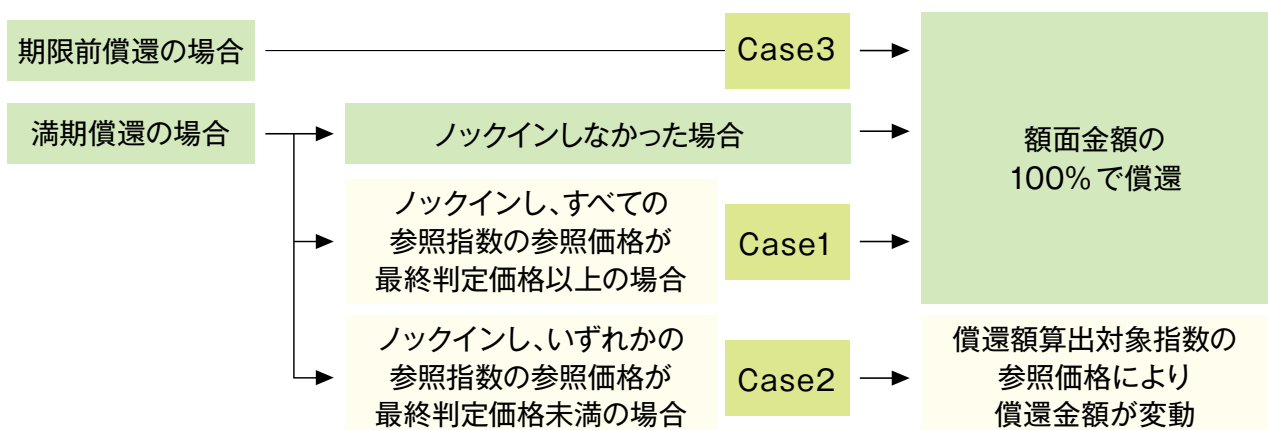 期限前償還の場合
Case3
満期償還の場合
ノックインしなかった場合
額面金額の
100%で償還
ノックインし、すべての
参照指数の参照価格が
最終判定価格以上の場合
Case1
ノックインし、いずれかの
参照指数の参照価格が
最終判定価格未満の場合
Case2
償還額算出対象指数の
参照価格により
償還金額が変動